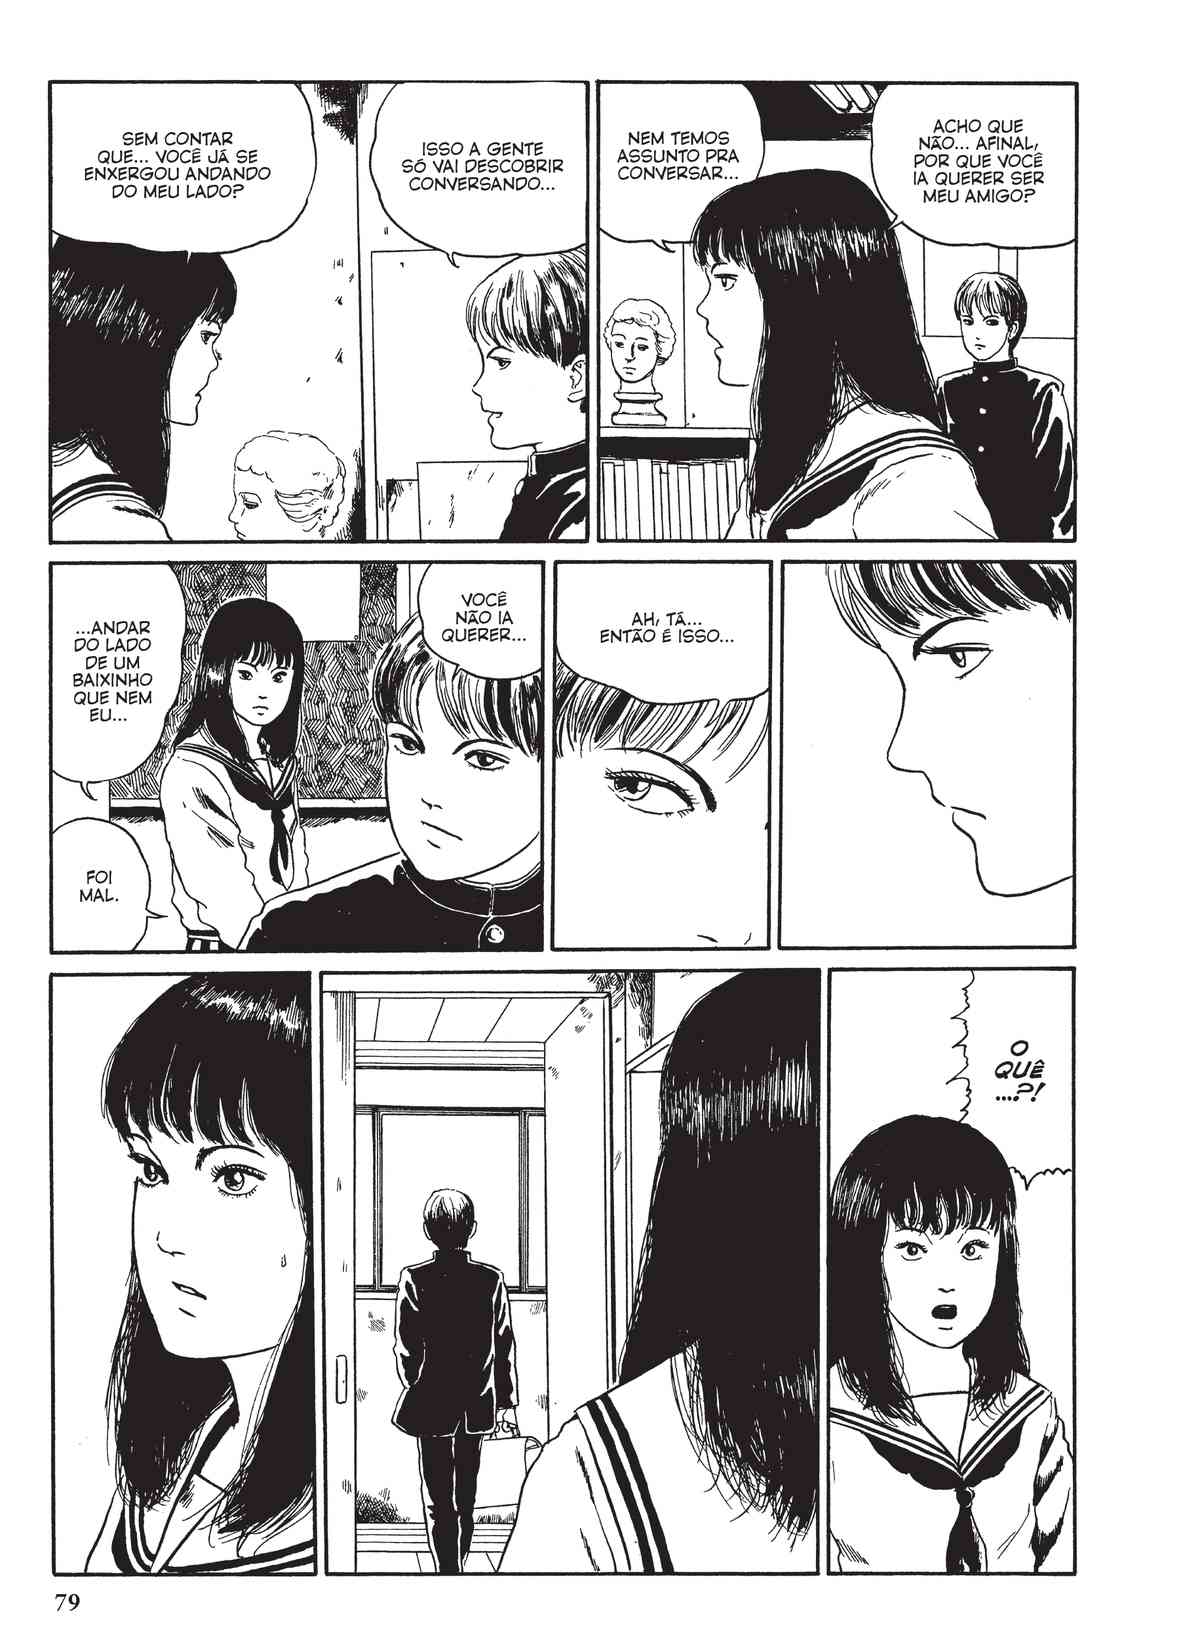 ACHO QUE
NÃO... AFINAL,
POR QUE VOCÊ
IA QUERER SER
MEU AMIGO?
NEM TEMOS
ASSUNTO PRA
CONVERSAR...
ISSO A GENTE
SÓ VAI DESCOBRIR
CONVERSANDO...
SEM CONTAR
QUE... VOCÊ JÁ SE
ENXERGOU ANDANDO
DO MEU LADO?
AH, TÁ...
ENTÃO É ISSO...
VOCÊ
NÃO IA
QUERER...
...ANDAR
DO LADO
DE UM
BAIXINHO
QUE NEM
EU...
FOI
MAL.
O
QUÊ
...?!
79